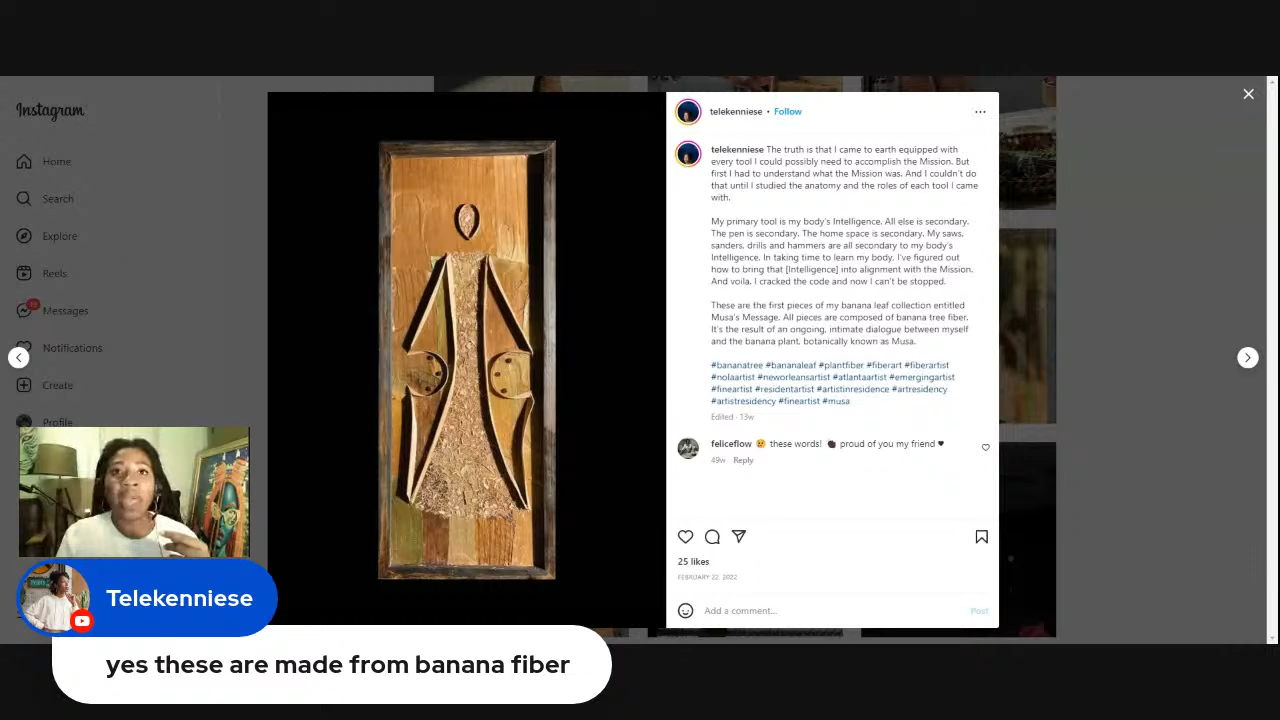 Instagram
Home
Search
Explore
Reels
Messages
Notifications
Create
Profile
telekenniese • Follow
telekenniese The truth is that I came to earth equipped with
every tool I could possibly need to accomplish the Mission. But
first I had to understand what the Mission was. And I couldn't do
that until I studied the anatomy and the roles of each tool I came
with.
My primary tool is my body's Intelligence. All else is secondary.
The pen is secondary. The home space is secondary. My saws,
sanders, drills and hammers are all secondary to my body's
Intelligence. In taking time to learn my body, I've figured out
how to bring that [Intelligence] into alignment with the Mission.
And voila. I cracked the code and now I can't be stopped.
These are the first pieces of my banana leaf collection entitled
Musa's Message. All pieces are composed of banana tree fiber.
It's the result of an ongoing, intimate dialogue between myself
and the banana plant, botanically known as Musa.
#bananatree #bananaleaf #plantfiber #fiberart #fiberartist
#nolaartist #neworleansartist #atlantaartist #emergingartist
#fineartist #residentartist #artistinresidence #artresidency
#artistresidency #fineartist #musa
Edited · 13w
feliceflow 😢 these words! proud of you my friend ♥
49w Reply
25 likes
FEBRUARY 22, 2022
Add a comment... Post
Telekenniese
yes these are made from banana fiber